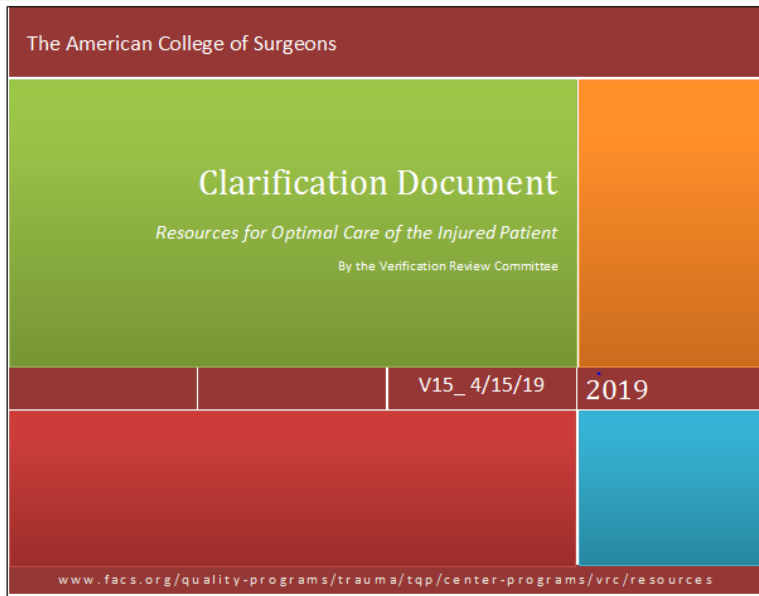 The American College of Surgeons
Clarification Document
Resources for Optimal Care of the Injured Patient
By the Verification Review Committee
V15_ 4/15/19
2019
www.facs.org/quality-programs/trauma/tqp/center-programs/vrc/resources